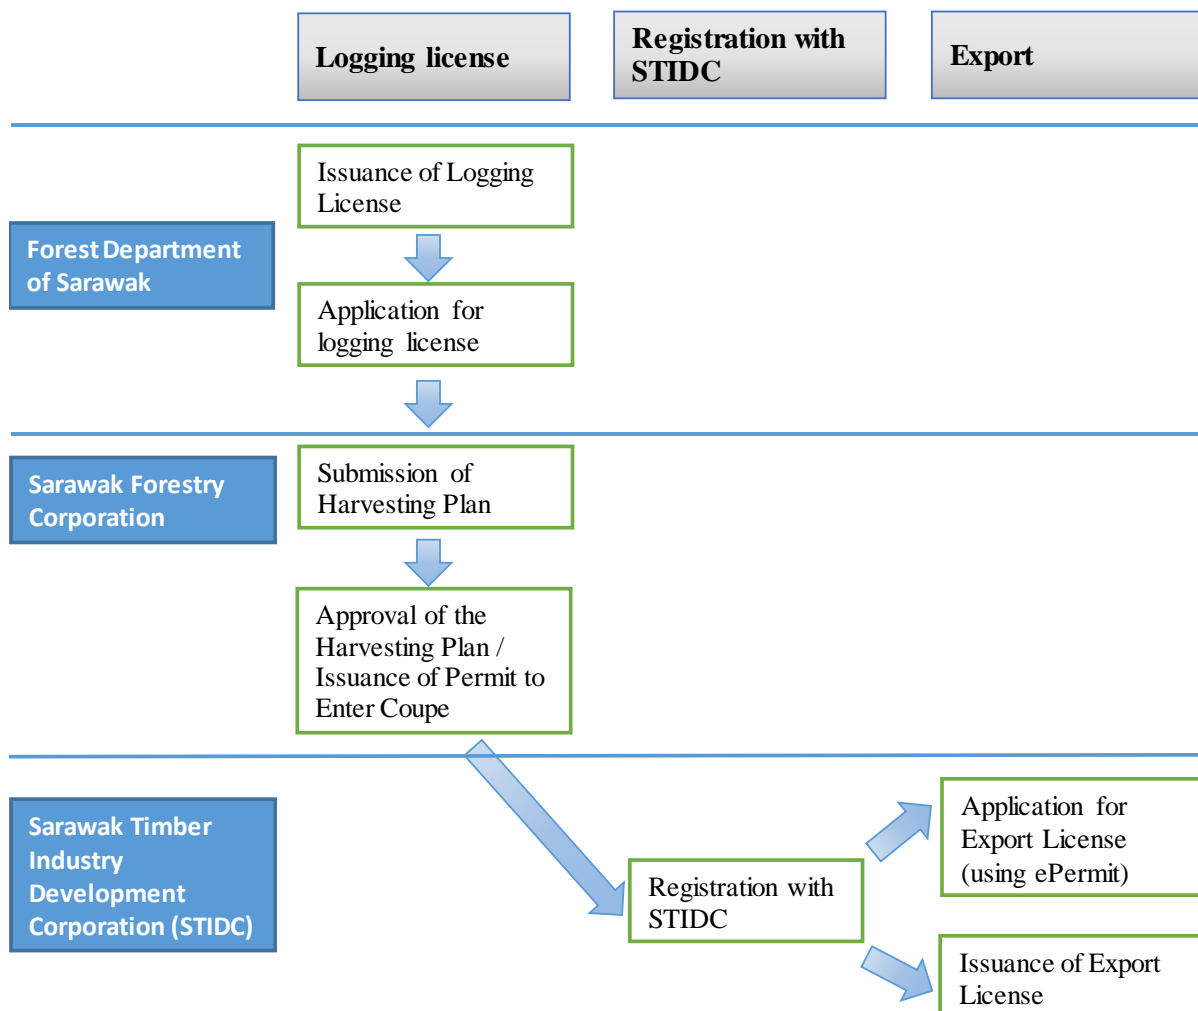 Logging license
Registration with
STIDC
Export
Issuance of Logging
License
Forest Department
of Sarawak
Application for
logging license
Sarawak Forestry
Corporation
Submission of
Harvesting Plan
Approval of the
Harvesting Plan /
Issuance of Permit to
Enter Coupe
Sarawak Timber
Industry
Development
Corporation (STIDC)
Registration with
STIDC
Application for
Export License
(using ePermit)
Issuance of Export
License